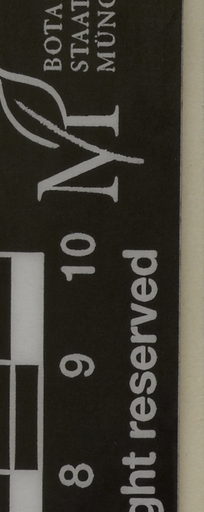 BOTA
STAAT
MÜNC
M
8 9 10
ght reserved